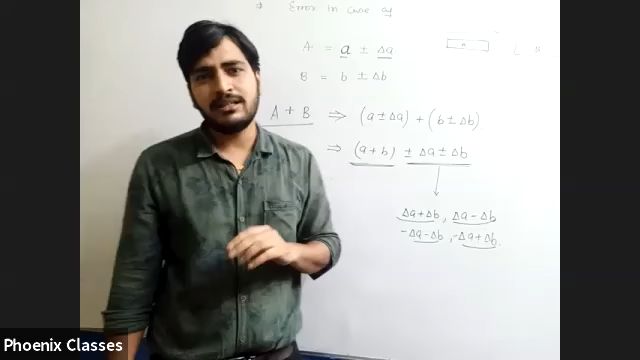 ⇒ Error in case of
A = a ± Δa
B = b ± Δb
A + B ⇒ (a ± Δa) + (b ± Δb)
⇒ (a + b) ± Δa ± Δb
Δa + Δb , Δa − Δb
−Δa − Δb , −Δa + Δb
Phoenix Classes